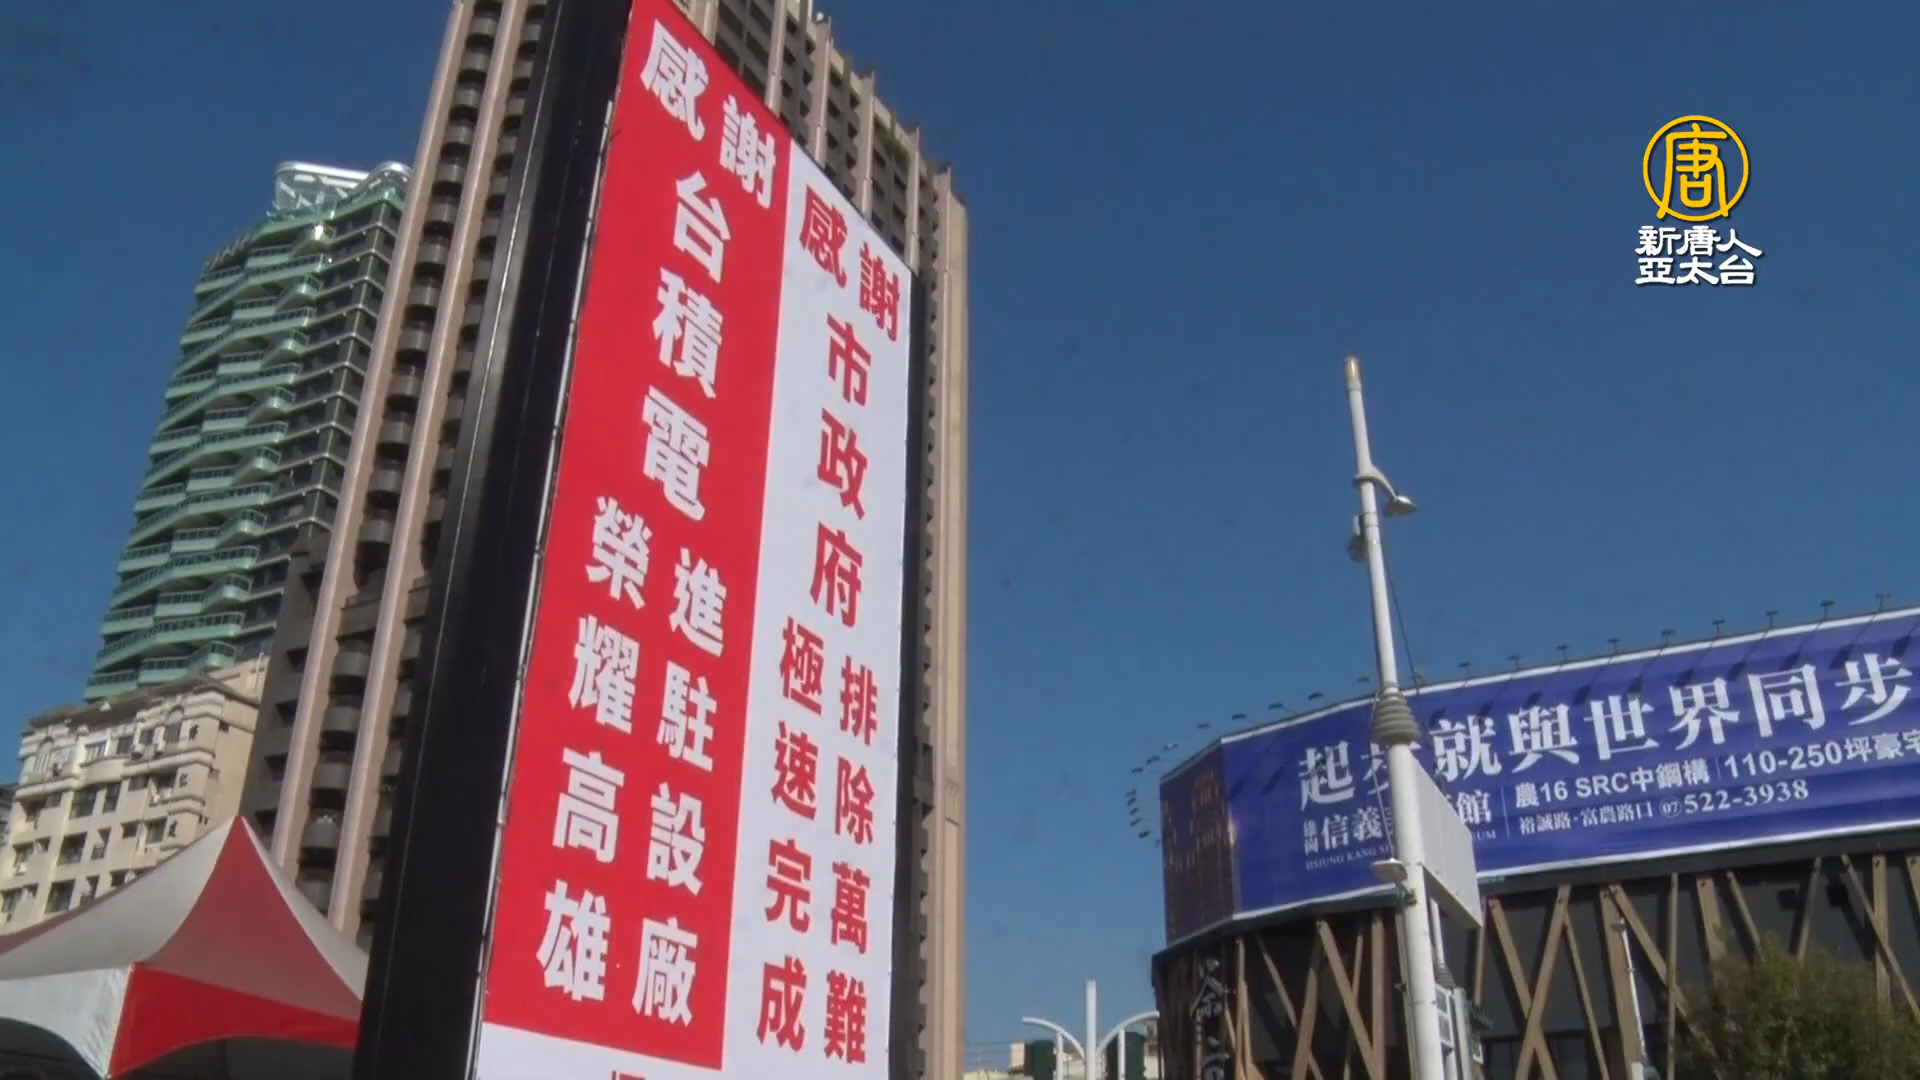 感謝
市政府
排除萬難
極速完成
感謝
台積電
進駐設廠
榮耀高雄
唐
新唐人
亞太台
就與世界同步
信義
館
農16 SRC中鋼構
110-250坪豪宅
裕誠路·富農路口
(07)522-3938